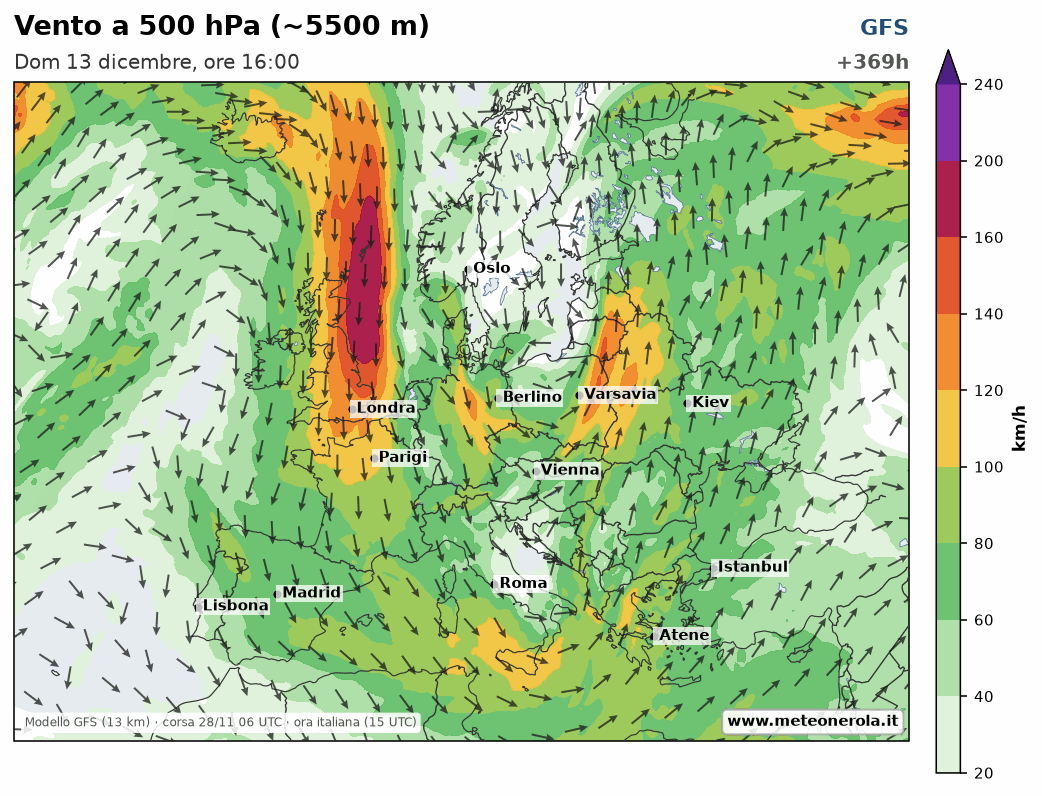 Vento a 500 hPa (~5500 m)
GFS
Dom 13 dicembre, ore 16:00
+369h
240
200
160
140
120
100
80
60
40
20
km/h
Oslo
Berlino
Varsavia
Kiev
Londra
Parigi
Vienna
Istanbul
Roma
Madrid
Lisbona
Atene
Modello GFS (13 km) · corsa 28/11 06 UTC · ora italiana (15 UTC)
www.meteonerola.it